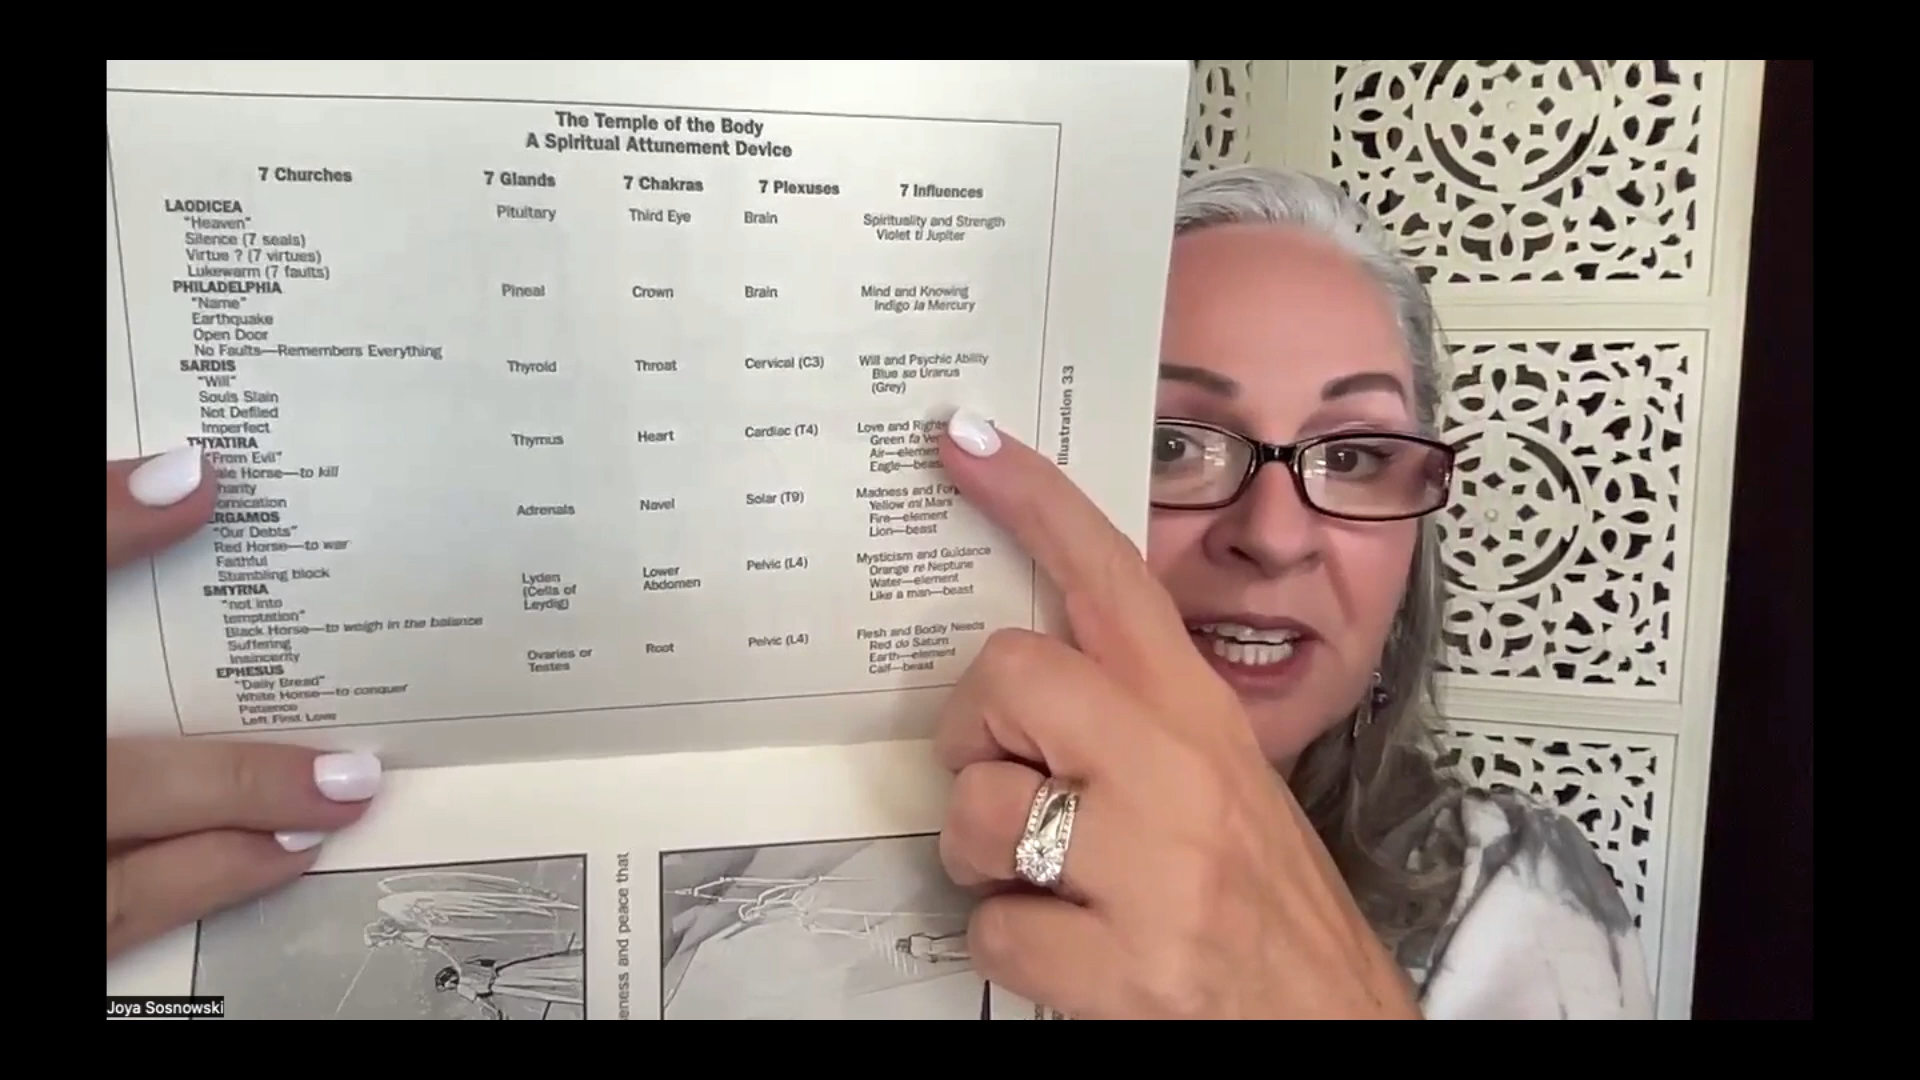 The Temple of the Body
A Spiritual Attunement Device
7 Churches 7 Glands 7 Chakras 7 Plexuses 7 Influences
LAODICEA Pituitary Third Eye Brain Spirituality and Strength
"Heaven" Violet ti Jupiter
Silence (7 seals)
Virtue ? (7 virtues)
Lukewarm (7 faults)
PHILADELPHIA Pineal Crown Brain Mind and Knowing
"Name" Indigo la Mercury
Earthquake
Open Door
No Faults—Remembers Everything
SARDIS Thyroid Throat Cervical (C3) Will and Psychic Ability
"Will" Blue so Uranus
Souls Slain (Grey)
Not Defiled
Imperfect
THYATIRA Thymus Heart Cardiac (T4) Love and
"From Evil" Green fa
Horse—to kill Air—
Eagle—
Adrenals Navel Solar (T9) Madness and
"Our Debts" Yellow mi Mars
Red Horse—to war Fire—element
Faithful Lion—beast
Stumbling block
SMYRNA Lyden Lower Pelvic (L4) Mysticism and Guidance
"not into (Cells of Abdomen Orange re Neptune
temptation" Leydig) Water—element
Black Horse—to weigh in the balance Like a man—beast
Suffering
Insincerity
EPHESUS Ovaries or Root Pelvic (L4) Flesh and Bodily Needs
"Daily Bread" Testes Red do Saturn
White Horse—to conquer Earth—element
Patience Calf—beast
Left First Love
Illustration 33
and peace that
Joya Sosnowski